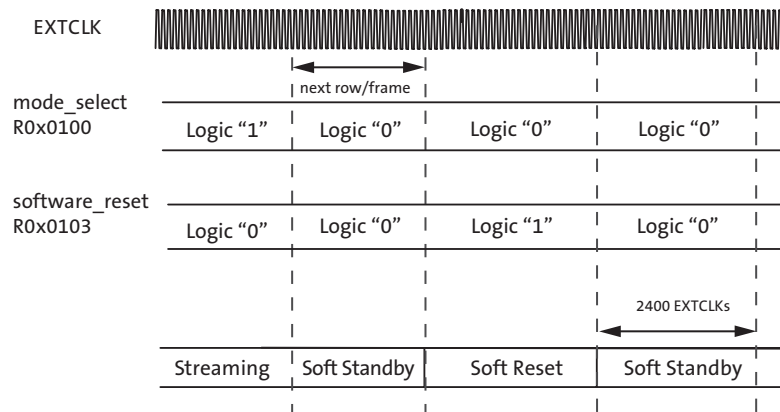 EXTCLK
next row/frame
mode_select
R0x0100
Logic “1” Logic “0” Logic “0” Logic “0”
software_reset
R0x0103
Logic “0” Logic “0” Logic “1” Logic “0”
2400 EXTCLKs
Streaming Soft Standby Soft Reset Soft Standby